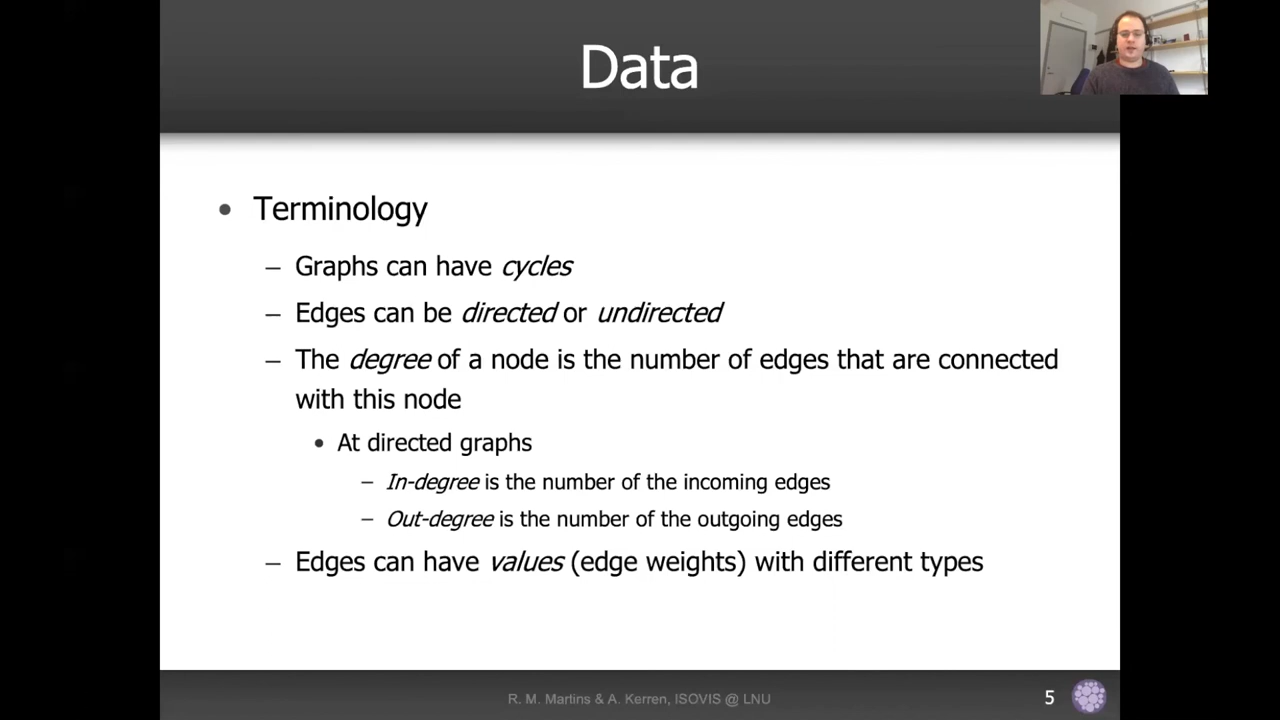 Data
• Terminology
– Graphs can have cycles
– Edges can be directed or undirected
– The degree of a node is the number of edges that are connected
with this node
• At directed graphs
– In-degree is the number of the incoming edges
– Out-degree is the number of the outgoing edges
– Edges can have values (edge weights) with different types
R. M. Martins & A. Kerren, ISOVIS @ LNU
5